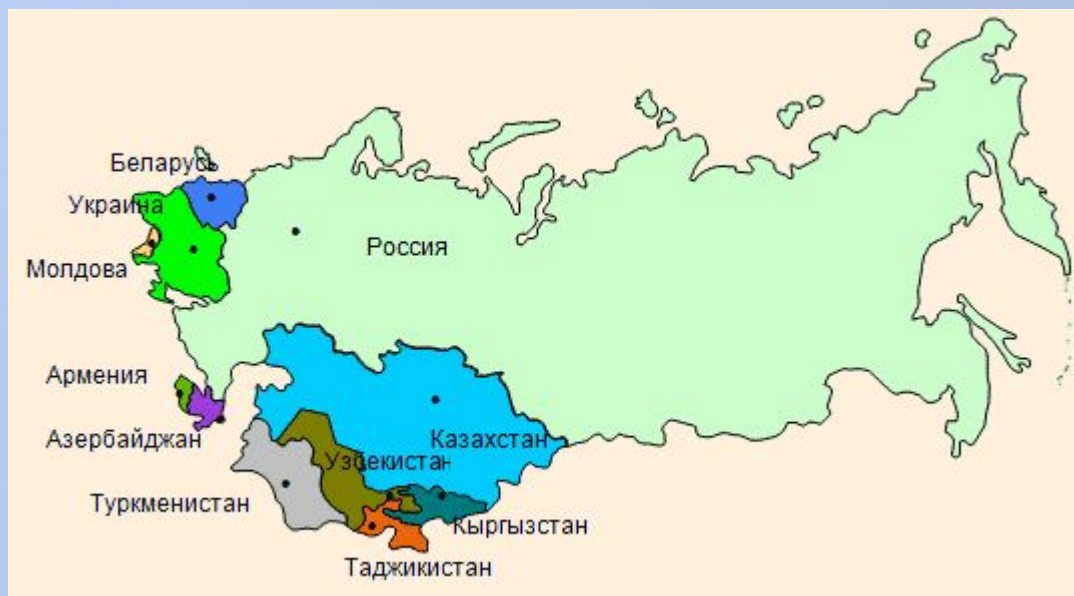 Беларусь
Украина
Россия
Молдова
Армения
Азербайджан
Казахстан
Узбекистан
Туркменистан
Кыргызстан
Таджикистан